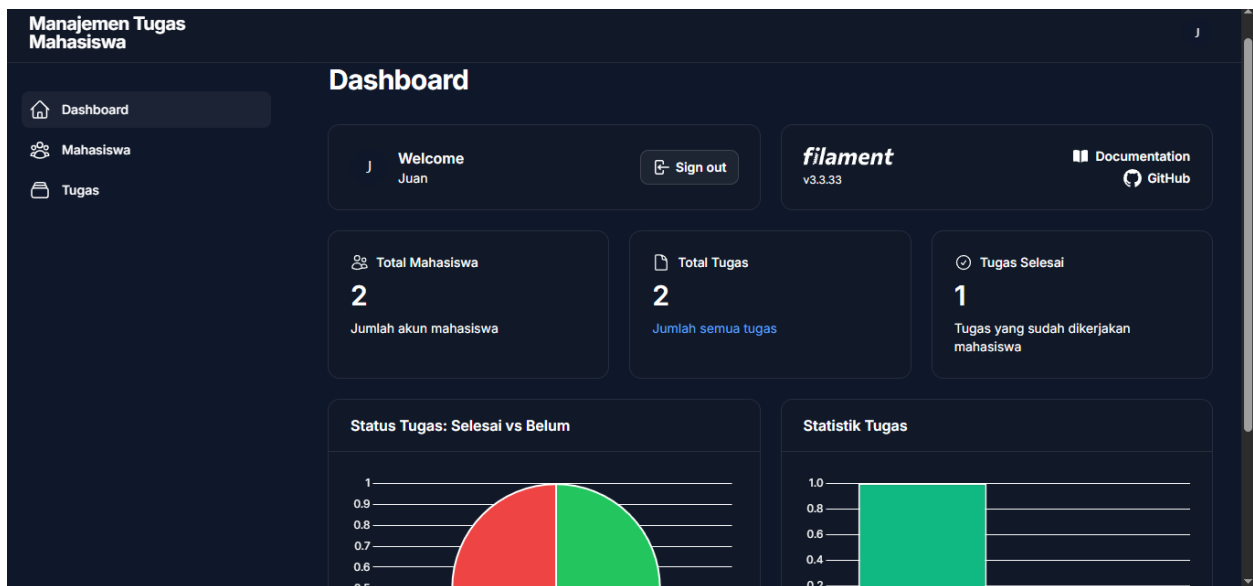 Manajemen Tugas
Mahasiswa
J
Dashboard
Dashboard
Mahasiswa
Tugas
J
Welcome
Juan
Sign out
filament
v3.3.33
Documentation
GitHub
Total Mahasiswa
2
Jumlah akun mahasiswa
Total Tugas
2
Jumlah semua tugas
Tugas Selesai
1
Tugas yang sudah dikerjakan
mahasiswa
Status Tugas: Selesai vs Belum
1
0.9
0.8
0.7
0.6
Statistik Tugas
1.0
0.8
0.6
0.4